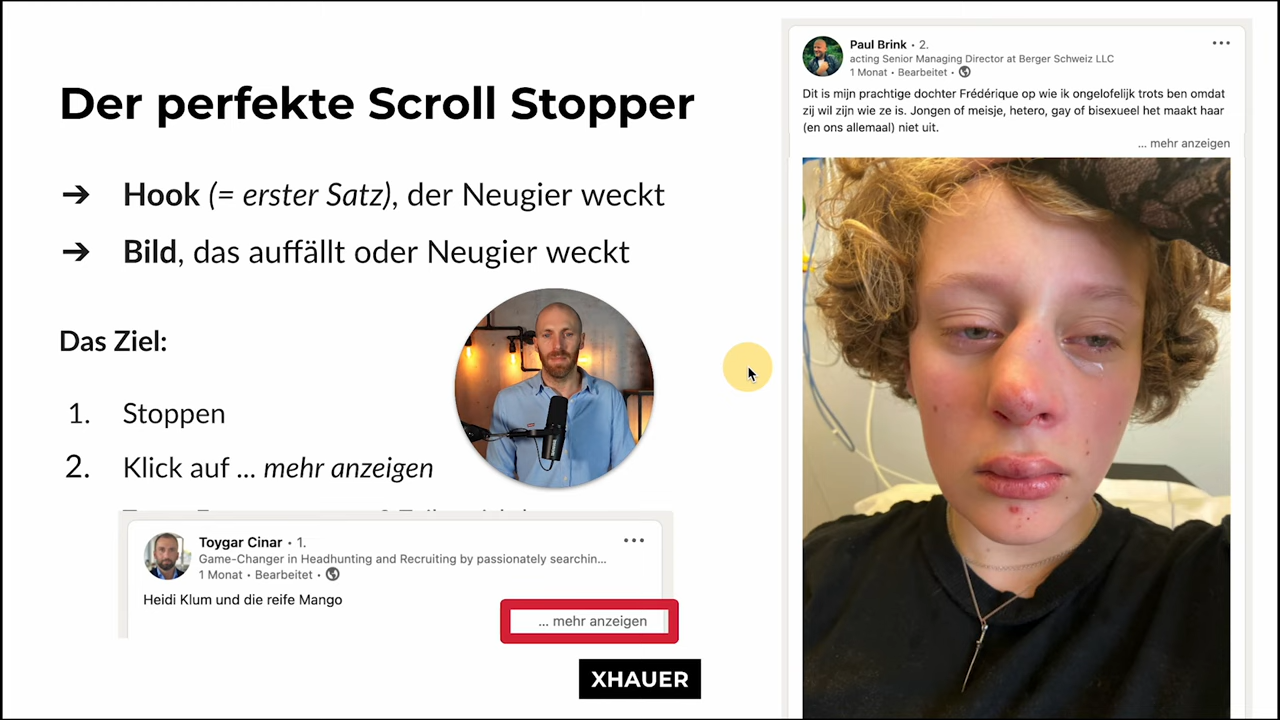 Der perfekte Scroll Stopper
➔ Hook (= erster Satz), der Neugier weckt
➔ Bild, das auffällt oder Neugier weckt
Das Ziel:
1. Stoppen
2. Klick auf ... mehr anzeigen
Toygar Cinar • 1.
Game-Changer in Headhunting and Recruiting by passionately searchin...
1 Monat • Bearbeitet •
Heidi Klum und die reife Mango
... mehr anzeigen
XHAUER
Paul Brink • 2.
acting Senior Managing Director at Berger Schweiz LLC
1 Monat • Bearbeitet •
Dit is mijn prachtige dochter Frédérique op wie ik ongelofelijk trots ben omdat
zij wil zijn wie ze is. Jongen of meisje, hetero, gay of bisexueel het maakt haar
(en ons allemaal) niet uit.
... mehr anzeigen